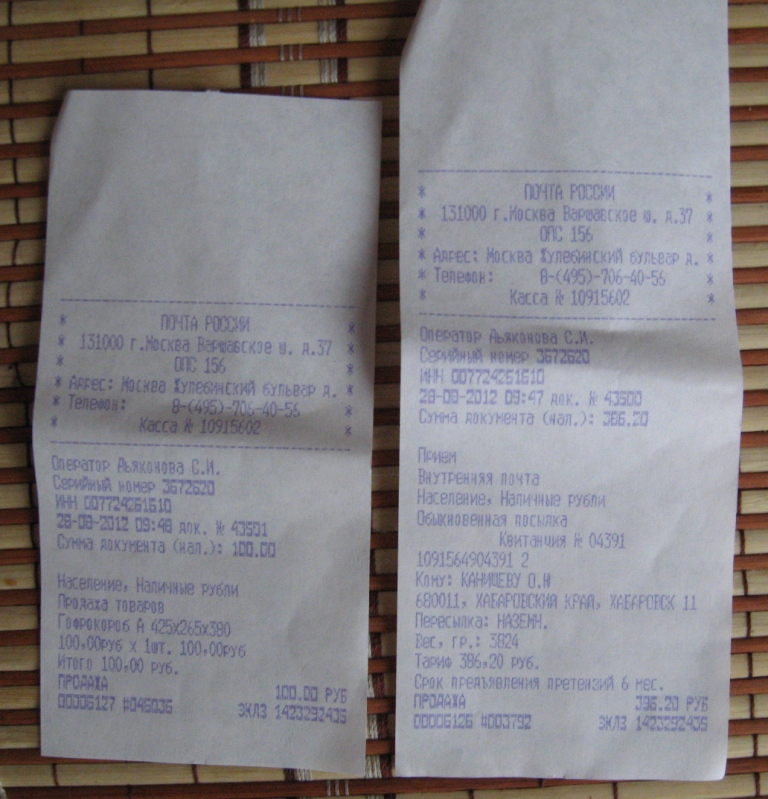 * ПОЧТА РОССИИ *
* 131000 г.Москва Варшавское ш. д.37 *
* ОПС 156 *
* Адрес: Москва Жулебинский бульвар д. *
* Телефон: 8-(495)-706-40-56 *
* Касса № 10915602 *
Оператор Дьяконова С.И.
Серийный номер 3672620
ИНН 007724261610
28-09-2012 09:48 док. № 43501
Сумма документа (нал.): 100.00
Население, Наличные рубли
Продажа товаров
Гофрокороб А 425х265х380
100,00руб х 1шт. 100,00руб
Итого 100,00 руб.
ПРОДАЖА 100.00 РУБ
00006127 #046036 ЭКЛЗ 1423292435
* ПОЧТА РОССИИ *
* 131000 г.Москва Варшавское ш. д.37 *
* ОПС 156 *
* Адрес: Москва Жулебинский бульвар д. *
* Телефон: 8-(495)-706-40-56 *
* Касса № 10915602 *
Оператор Дьяконова С.И.
Серийный номер 3672620
ИНН 007724261610
28-09-2012 09:47 док. № 43500
Сумма документа (нал.): 386.20
Прием
Внутренняя почта
Население, Наличные рубли
Обыкновенная посылка
Квитанция № 04391
1091564904391 2
Кому: КАНИЩЕВУ О.Н
680011, ХАБАРОВСКИЙ КРАЙ, ХАБАРОВСК 11
Пересылка: НАЗЕМН.
Вес, гр.: 3824
Тариф 386,20 руб.
Срок предъявления претензий 6 мес.
ПРОДАЖА 386.20 РУБ
00006126 #003792 ЭКЛЗ 1423292435